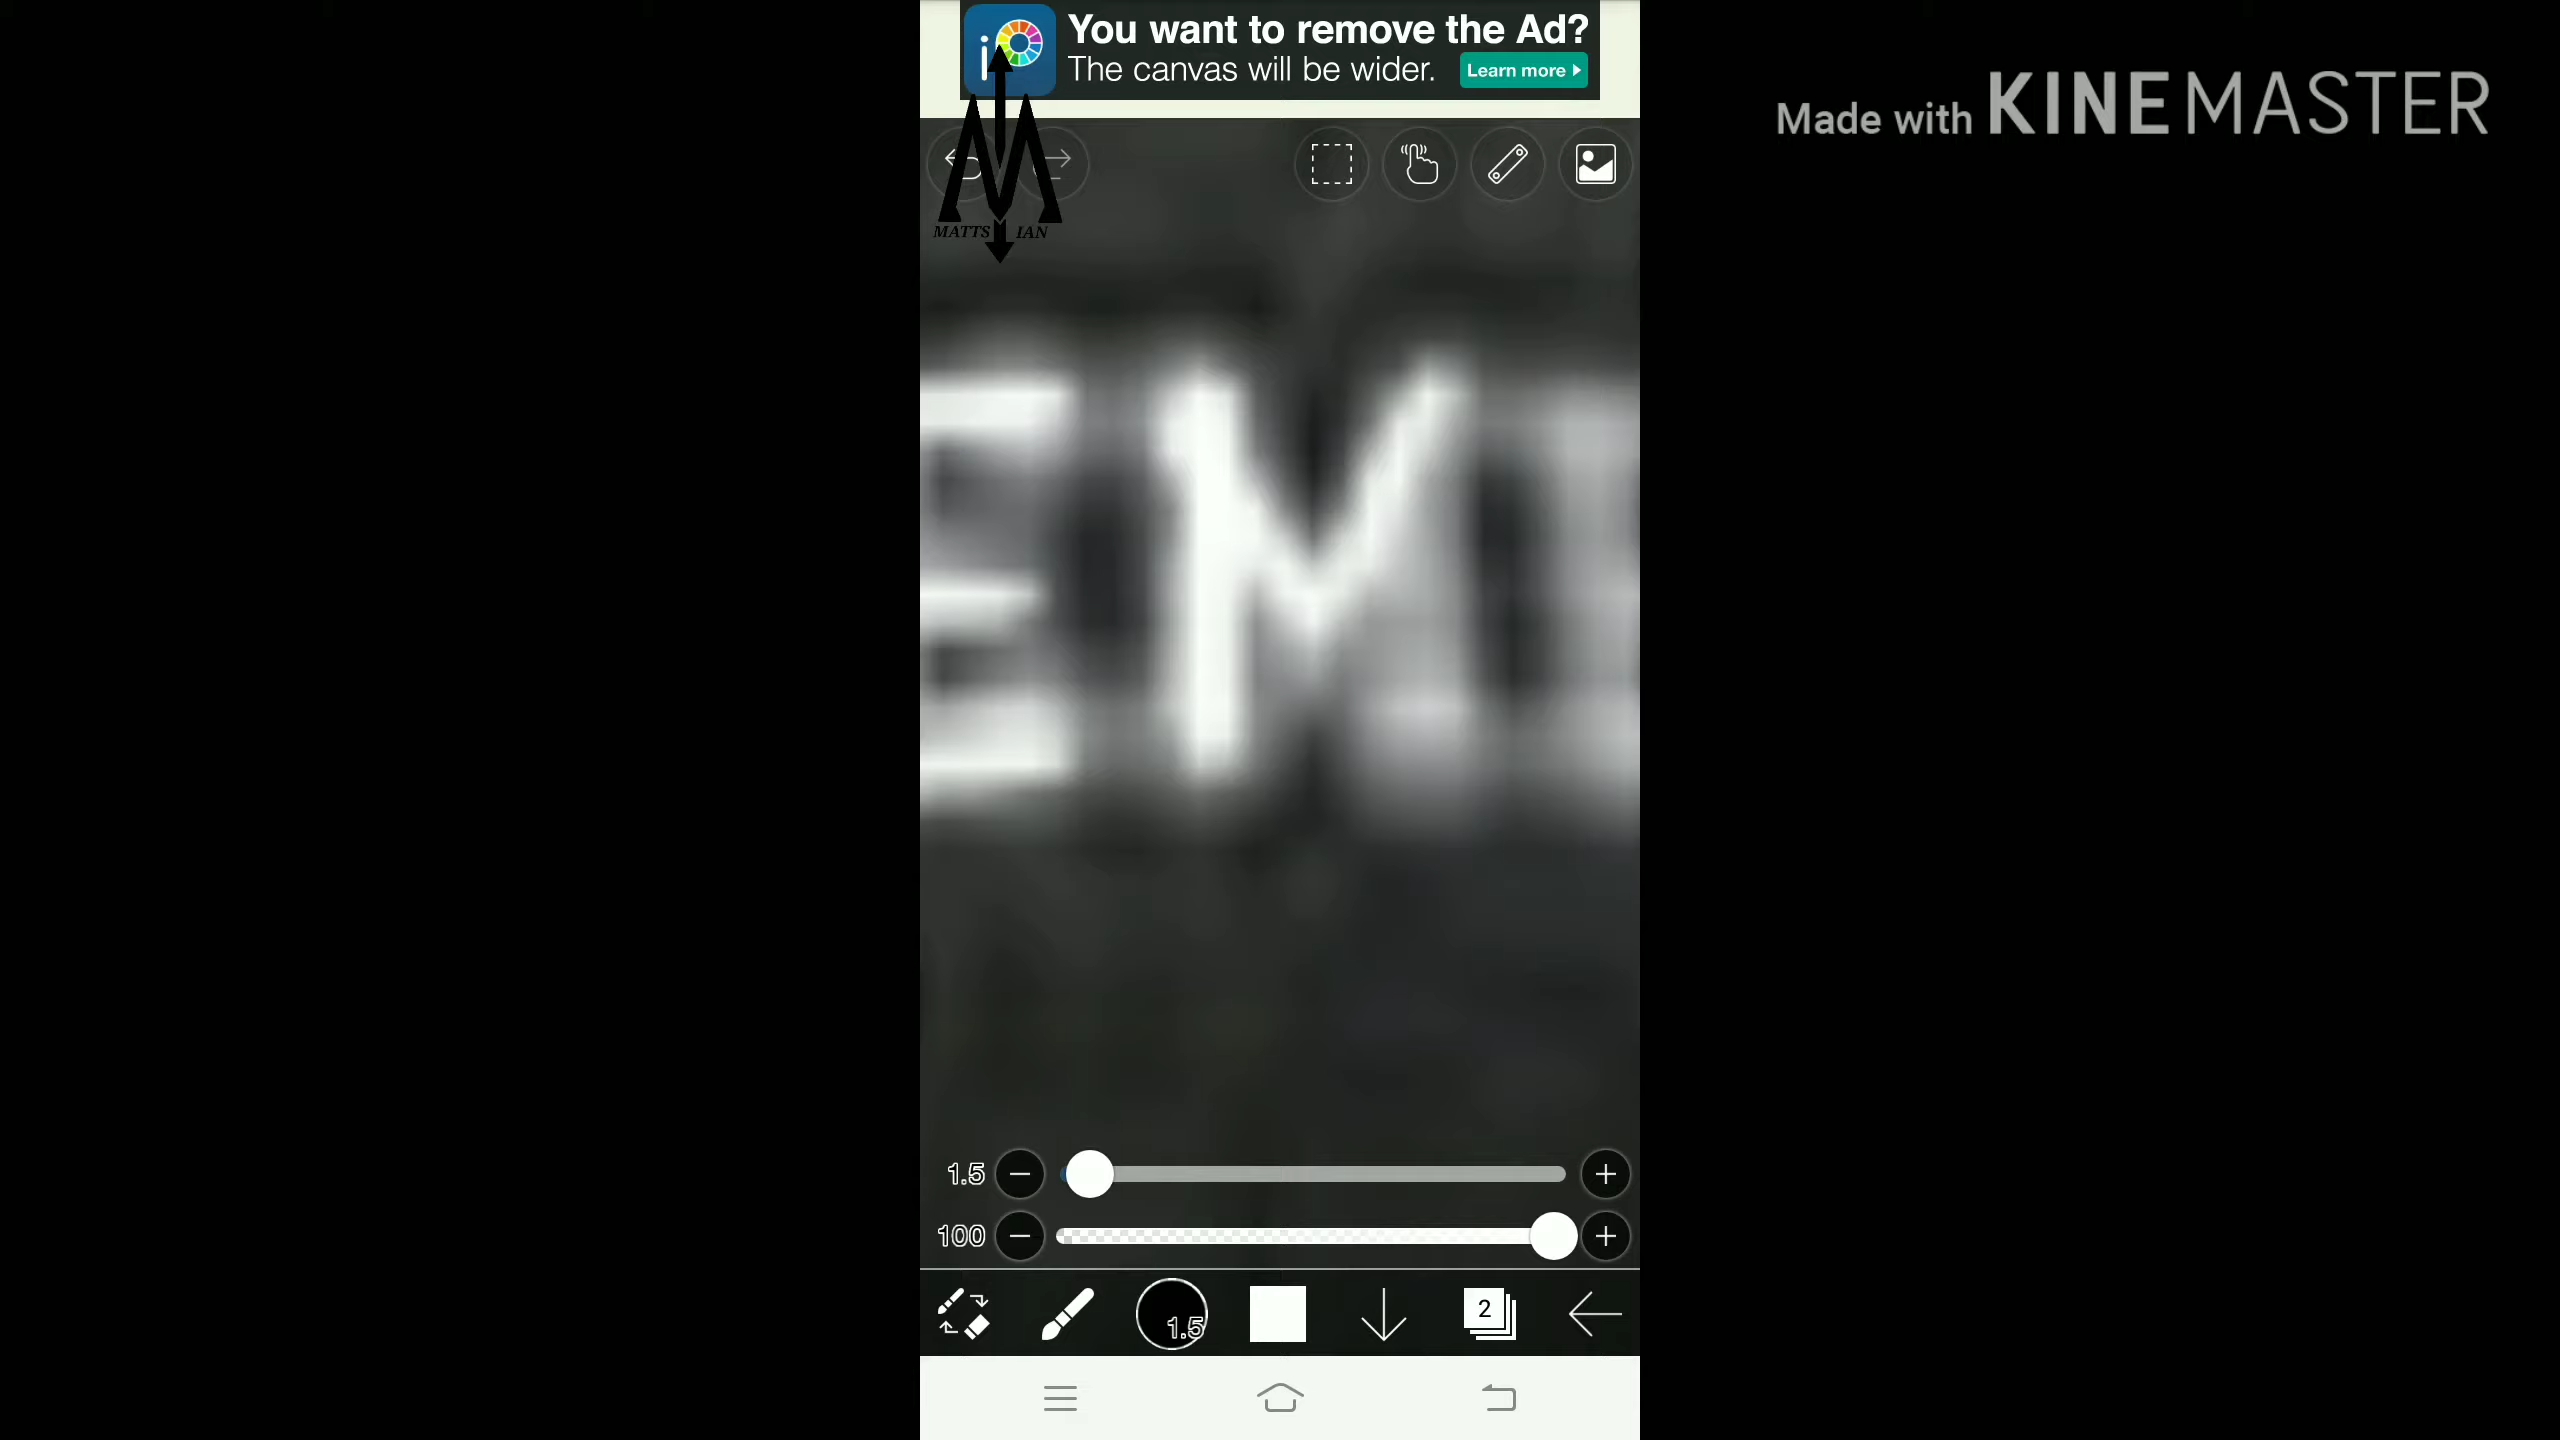 You want to remove the Ad?
The canvas will be wider.
Learn more
Made with KINEMASTER
MATTS IAN
EM
1.5
100
1.5
2